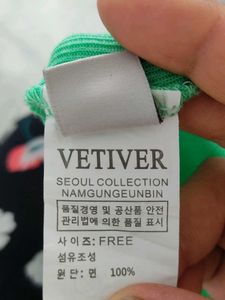 VETIVER
SEOUL COLLECTION
NAMGUNGEUNBIN
품질경영 및 공산품 안전
관리법에 의한 품질 표시
사 이 즈: FREE
섬유조성
원 단 : 면 100%